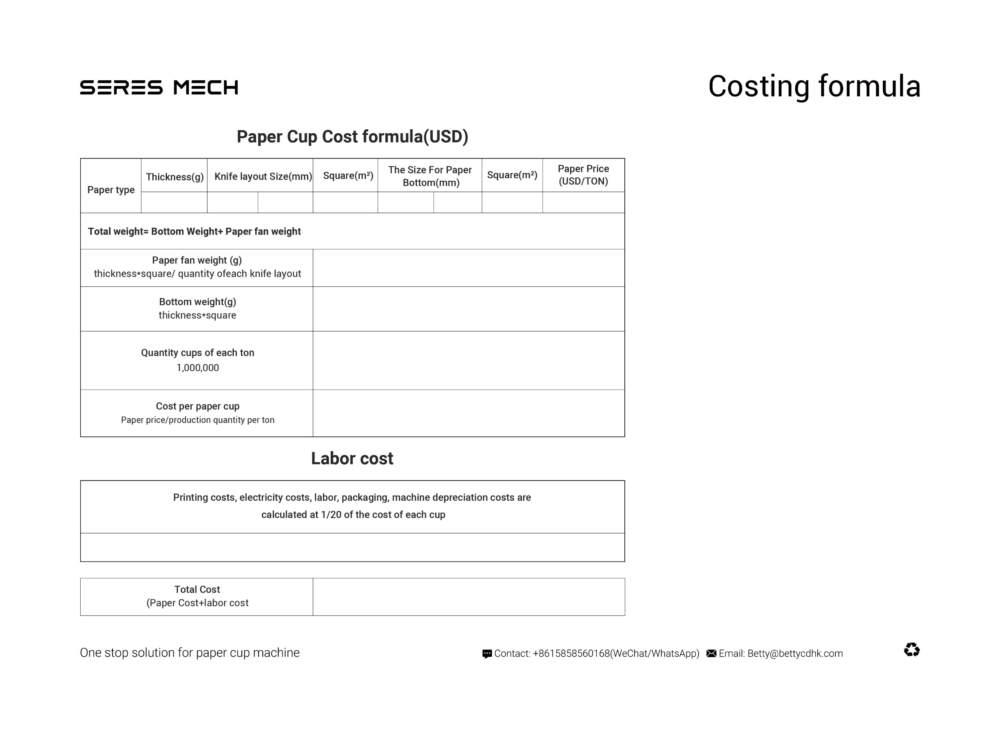 SERES MECH
Costing formula
Paper Cup Cost formula(USD)
Paper type
Thickness(g)
Knife layout Size(mm)
Square(m²)
The Size For Paper
Bottom(mm)
Square(m²)
Paper Price
(USD/TON)
Total weight= Bottom Weight+ Paper fan weight
Paper fan weight (g)
thickness*square/ quantity ofeach knife layout
Bottom weight(g)
thickness*square
Quantity cups of each ton
1,000,000
Cost per paper cup
Paper price/production quantity per ton
Labor cost
Printing costs, electricity costs, labor, packaging, machine depreciation costs are
calculated at 1/20 of the cost of each cup
Total Cost
(Paper Cost+labor cost
One stop solution for paper cup machine
Contact: +8615858560168(WeChat/WhatsApp)
Email: Betty@bettycdhk.com